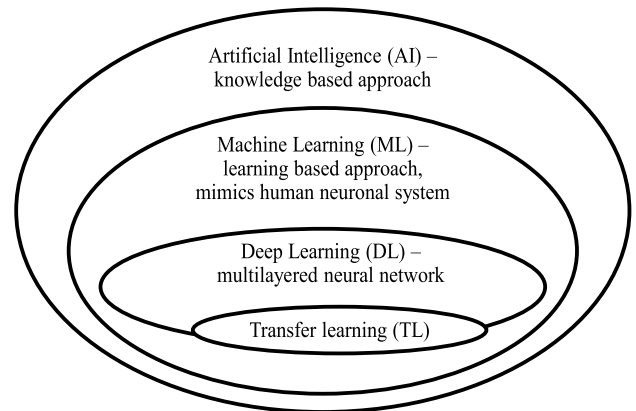 Artificial Intelligence (AI) –
knowledge based approach
Machine Learning (ML) –
learning based approach,
mimics human neuronal system
Deep Learning (DL) –
multilayered neural network
Transfer learning (TL)